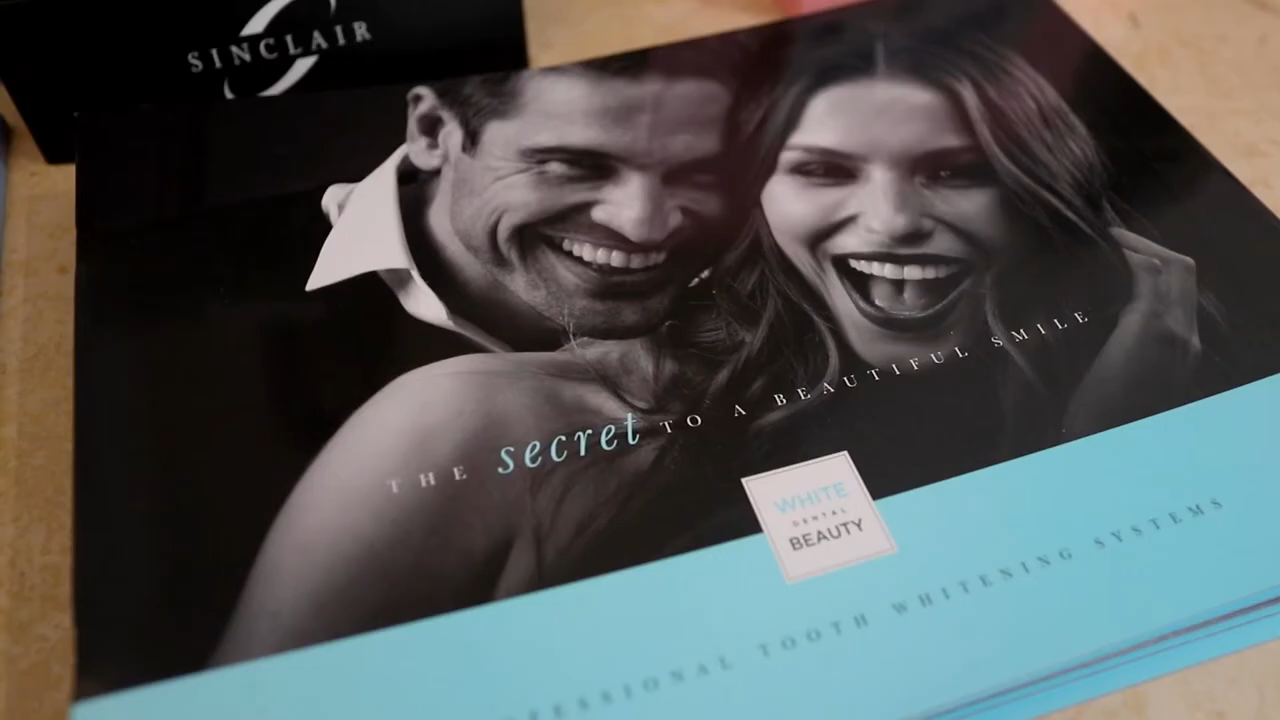 SINCLAIR
THE secret TO A BEAUTIFUL SMILE
WHITE
DENTAL
BEAUTY
TOOTH WHITENING SYSTEMS